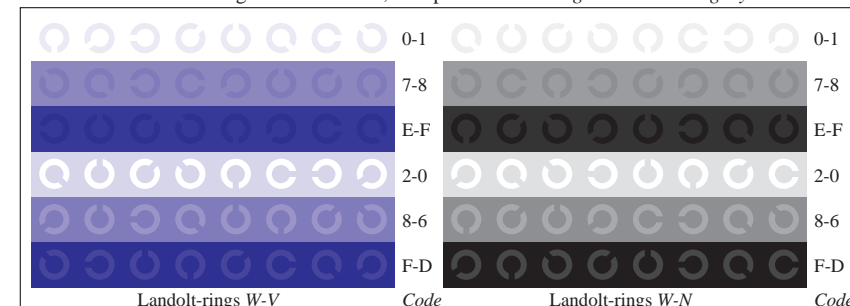 0-1 0-1
7-8 7-8
E-F E-F
2-0 2-0
8-6 8-6
F-D F-D
Landolt-rings W-V Code Landolt-rings W-N Code